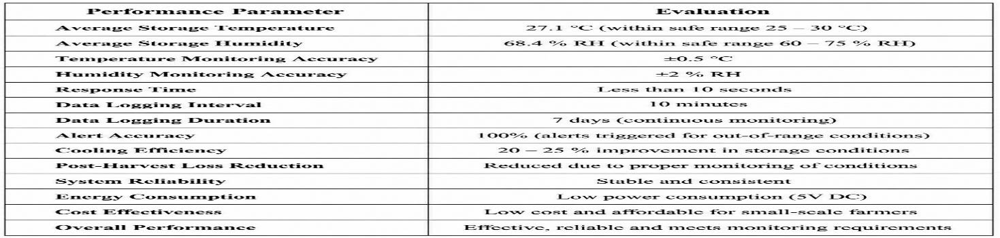 Performance Parameter Evaluation
Average Storage Temperature 27.1 °C (within safe range 25 – 30 °C)
Average Storage Humidity 68.4 % RH (within safe range 60 – 75 % RH)
Temperature Monitoring Accuracy ±0.5 °C
Humidity Monitoring Accuracy ±2 % RH
Response Time Less than 10 seconds
Data Logging Interval 10 minutes
Data Logging Duration 7 days (continuous monitoring)
Alert Accuracy 100% (alerts triggered for out-of-range conditions)
Cooling Efficiency 20 – 25 % improvement in storage conditions
Post-Harvest Loss Reduction Reduced due to proper monitoring of conditions
System Reliability Stable and consistent
Energy Consumption Low power consumption (5V DC)
Cost Effectiveness Low cost and affordable for small-scale farmers
Overall Performance Effective, reliable and meets monitoring requirements